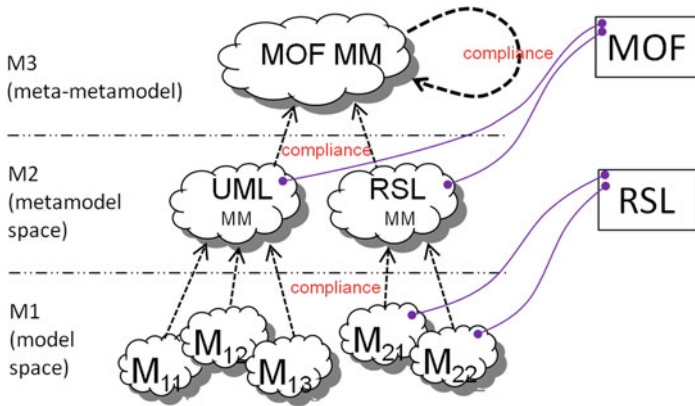 MOF MM
compliance
MOF
M3
(meta-metamodel)
compliance
M2
(metamodel
space)
UML
MM
RSL
MM
RSL
compliance
M1
(model
space)
M11
M12
M13
M21
M22